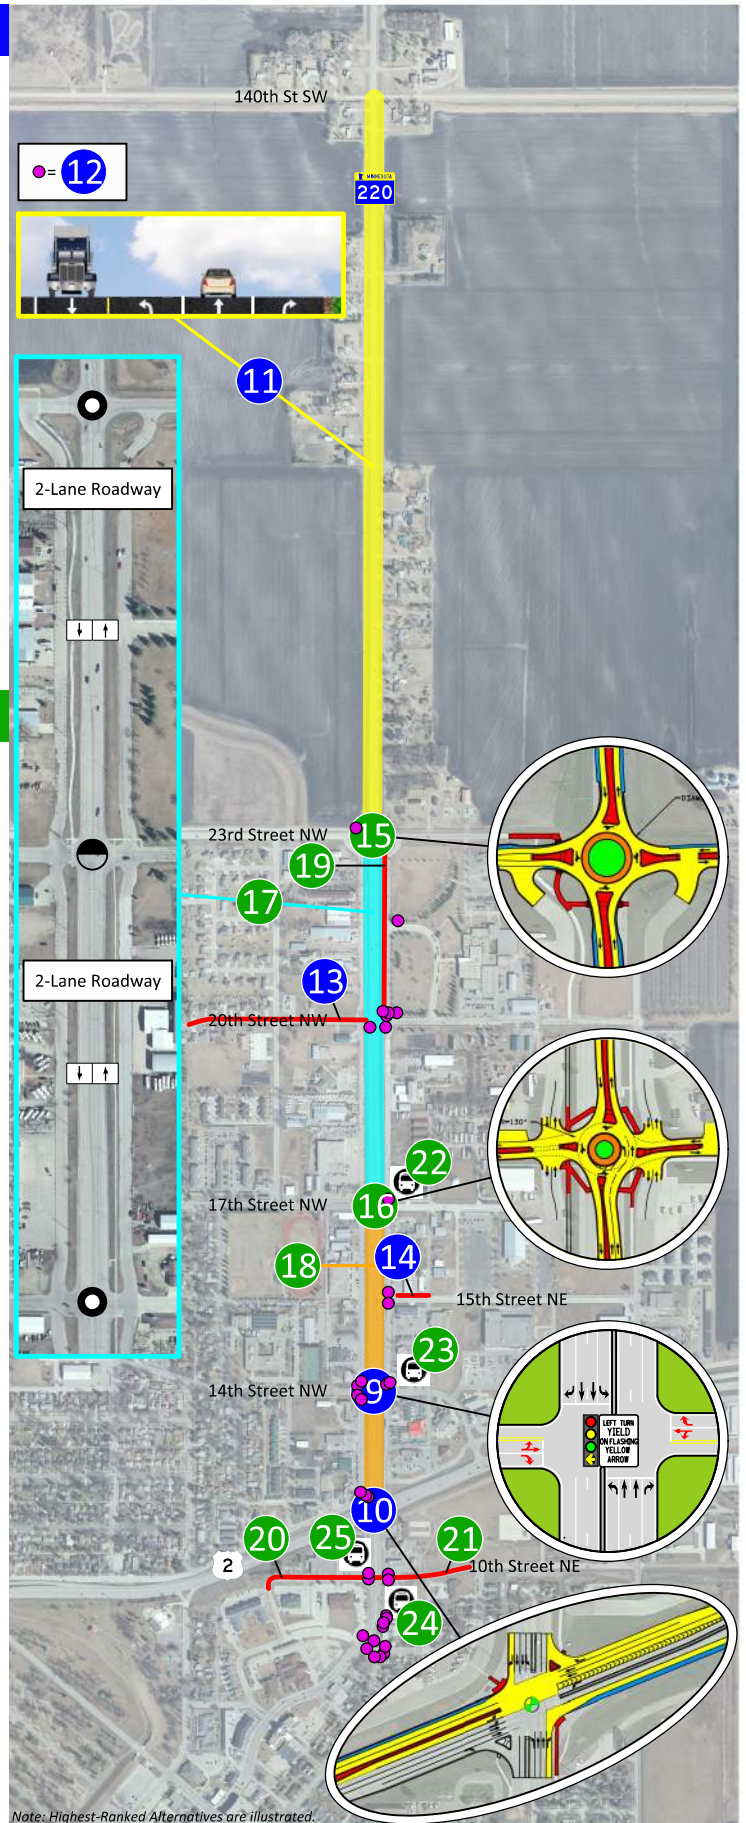 140th St SW
= 12
MINNESOTA
220
11
2-Lane Roadway
23rd Street NW
15
19
17
2-Lane Roadway
13
20th Street NW
130°
22
17th Street NW
16
18
14
15th Street NE
23
14th Street NW
9
LEFT TURN
YIELD
ON FLASHING
YELLOW
ARROW
10
20
25
21
2
10th Street NE
24
Note: Highest-Ranked Alternatives are illustrated.